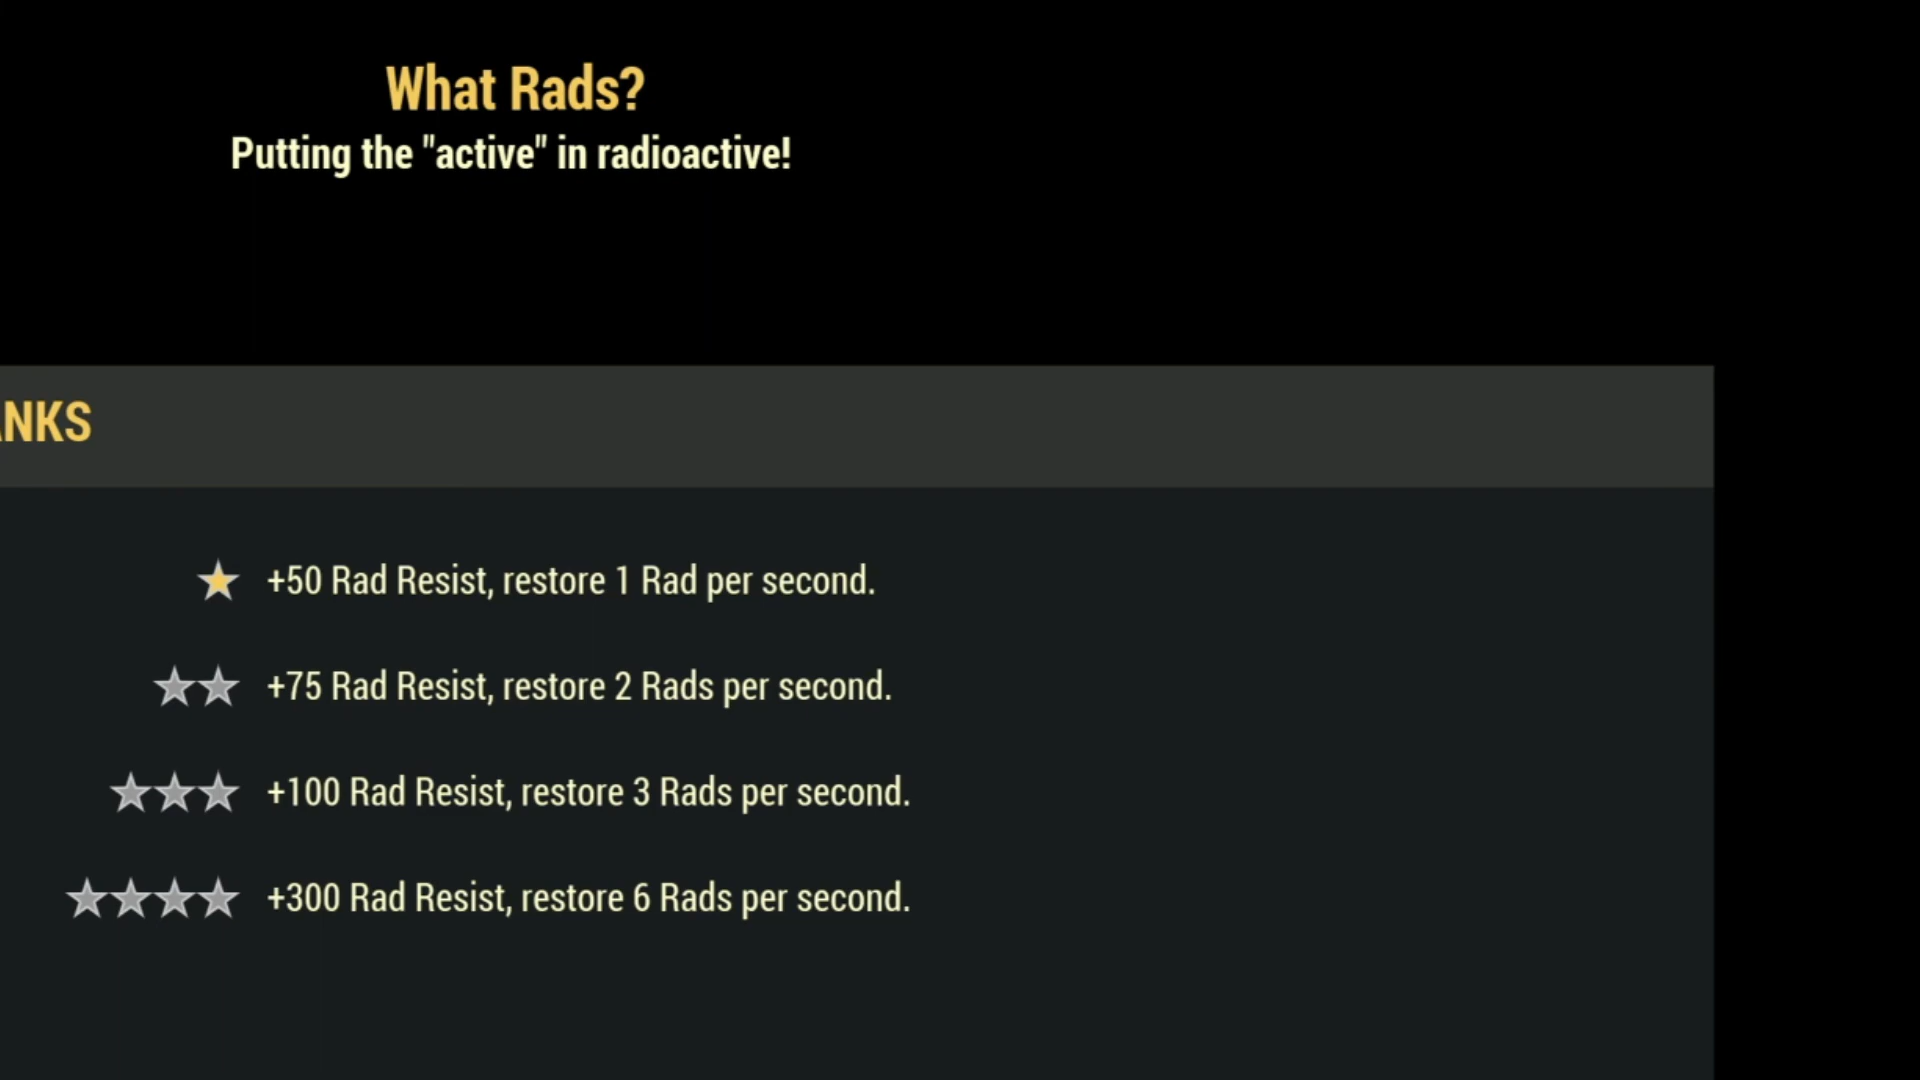 What Rads?
Putting the "active" in radioactive!
ANKS
+50 Rad Resist, restore 1 Rad per second.
+75 Rad Resist, restore 2 Rads per second.
+100 Rad Resist, restore 3 Rads per second.
+300 Rad Resist, restore 6 Rads per second.